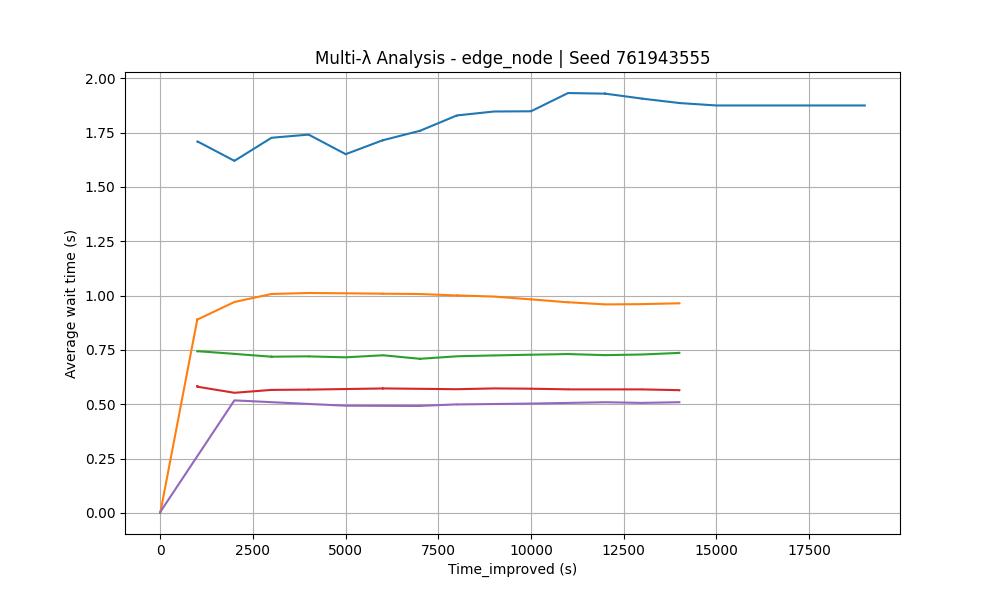 Multi-λ Analysis - edge_node | Seed 761943555
Average wait time (s)
2.00
1.75
1.50
1.25
1.00
0.75
0.50
0.25
0.00
0 2500 5000 7500 10000 12500 15000 17500
Time_improved (s)